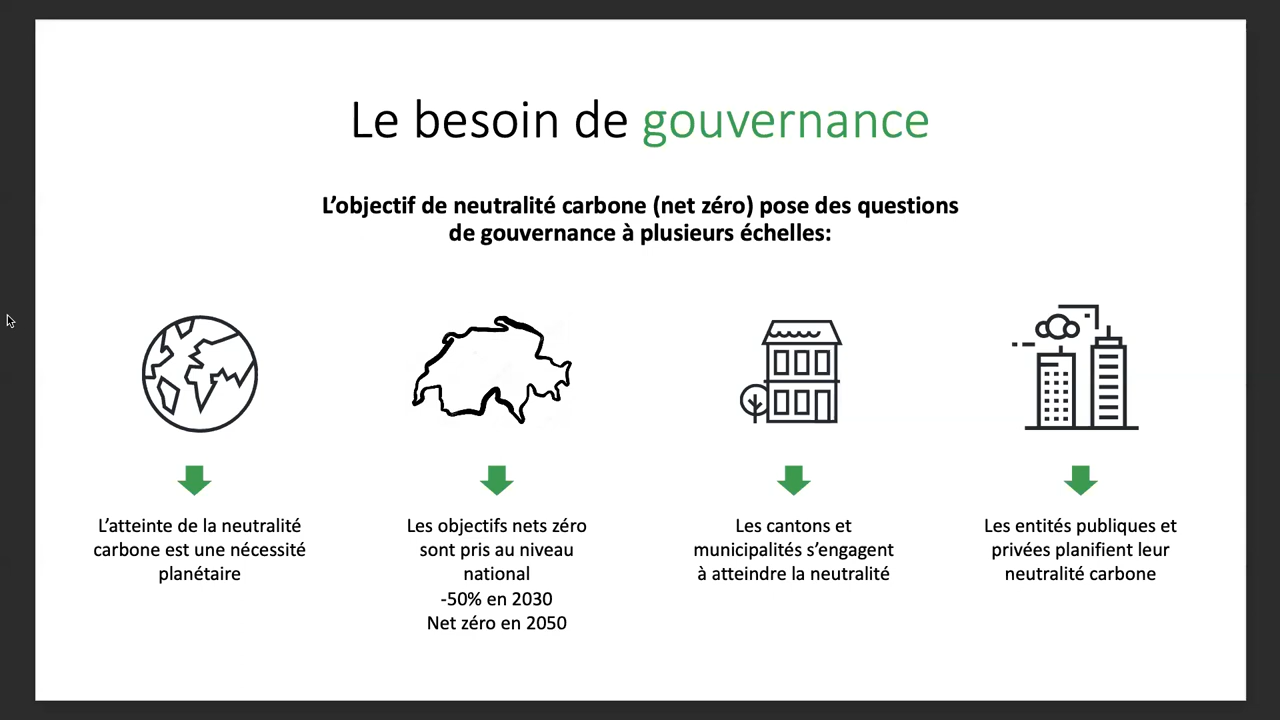 Le besoin de gouvernance
L’objectif de neutralité carbone (net zéro) pose des questions
de gouvernance à plusieurs échelles:
L’atteinte de la neutralité
carbone est une nécessité
planétaire
Les objectifs nets zéro
sont pris au niveau
national
-50% en 2030
Net zéro en 2050
Les cantons et
municipalités s’engagent
à atteindre la neutralité
Les entités publiques et
privées planifient leur
neutralité carbone